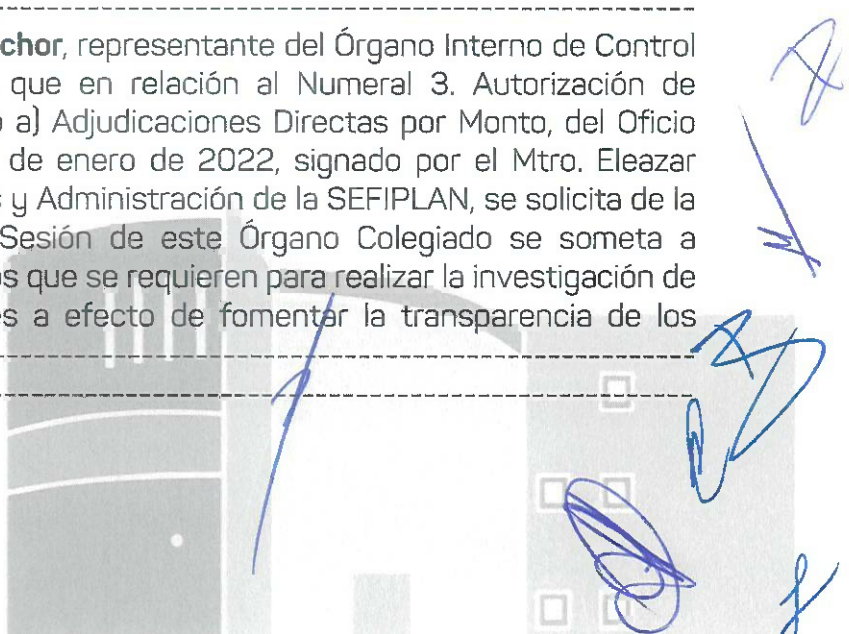 chor, representante del Órgano Interno de Control
que en relación al Numeral 3. Autorización de
a) Adjudicaciones Directas por Monto, del Oficio
de enero de 2022, signado por el Mtro. Eleazar
y Administración de la SEFIPLAN, se solicita de la
Sesión de este Órgano Colegiado se someta a
os que se requieren para realizar la investigación de
s a efecto de fomentar la transparencia de los